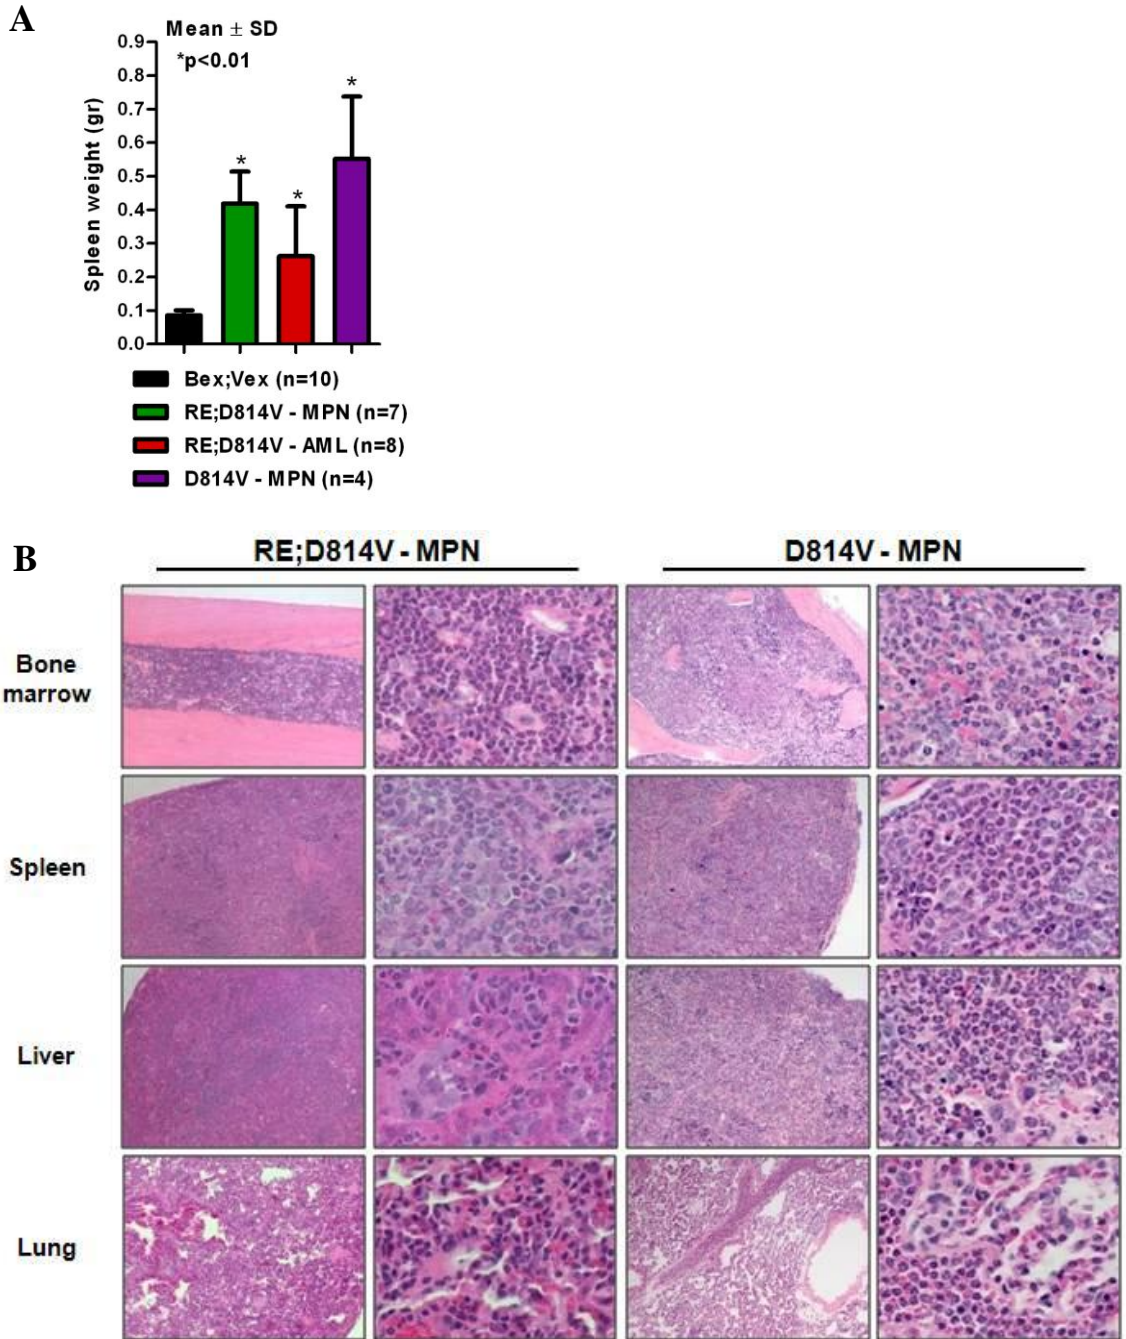 A
Mean ± SD
*p<0.01
Spleen weight (gr)
0.9
0.8
0.7
0.6
0.5
0.4
0.3
0.2
0.1
0.0
*
*
*
Bex;Vex (n=10)
RE;D814V - MPN (n=7)
RE;D814V - AML (n=8)
D814V - MPN (n=4)
B
RE;D814V - MPN
D814V - MPN
Bone
marrow
Spleen
Liver
Lung